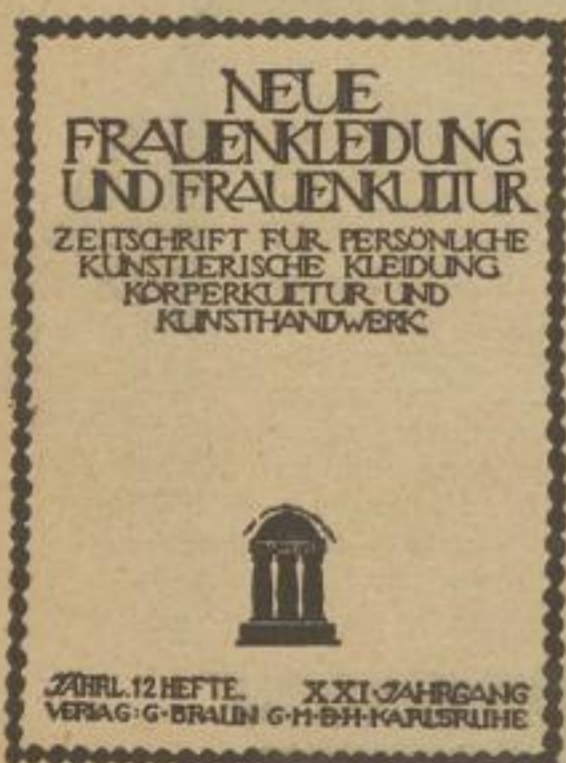 NEUE
FRAUENKLEIDUNG
UND FRAUENKULTUR
ZEITSCHRIFT FÜR PERSÖNLICHE
KÜNSTLERISCHE KLEIDUNG
KÖRPERKULTUR UND
KUNSTHANDWERK
JÄHRL. 12 HEFTE. XXI·JAHRGANG
VERLAG: G·BRAUN G·M·B·H·KARLSRUHE